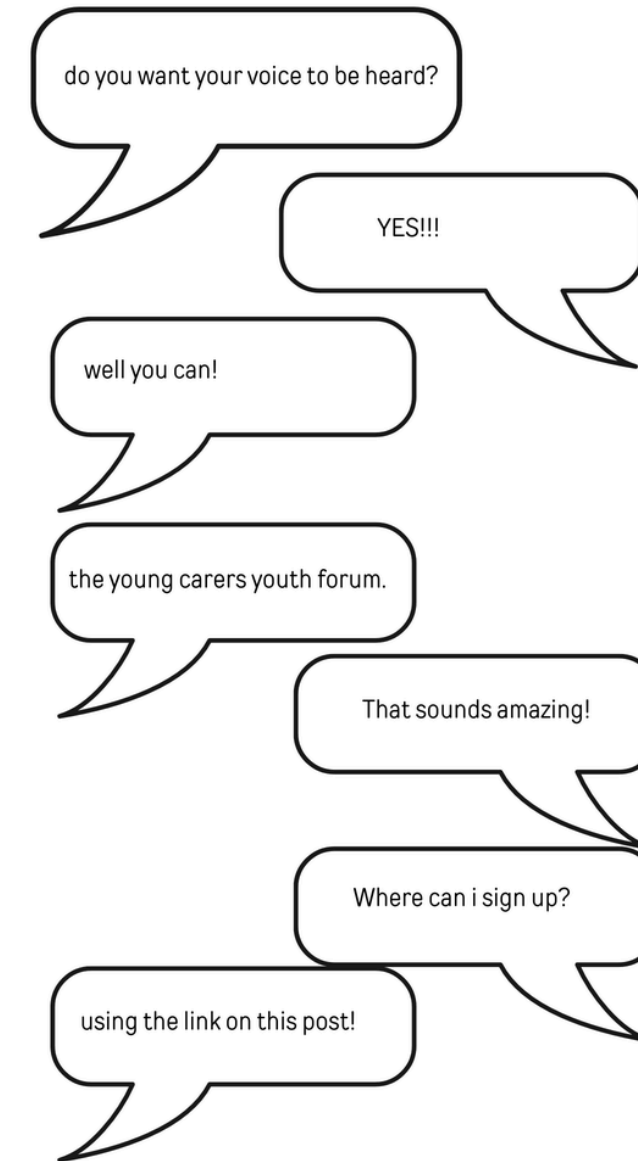 do you want your voice to be heard?
YES!!!
well you can!
the young carers youth forum.
That sounds amazing!
Where can i sign up?
using the link on this post!